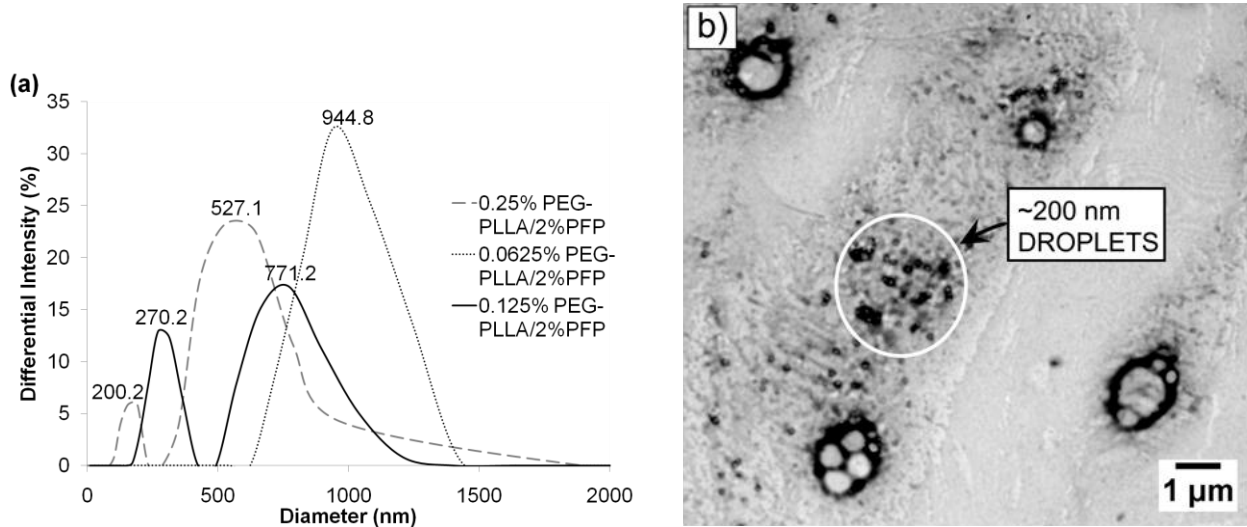 (a)
Differential Intensity (%)
35
30
25
20
15
10
5
0
944.8
527.1
771.2
270.2
200.2
0.25% PEG-
PLLA/2%PFP
0.0625% PEG-
PLLA/2%PFP
0.125% PEG-
PLLA/2%PFP
0 500 1000 1500 2000
Diameter (nm)
b)
~200 nm
DROPLETS
1 µm